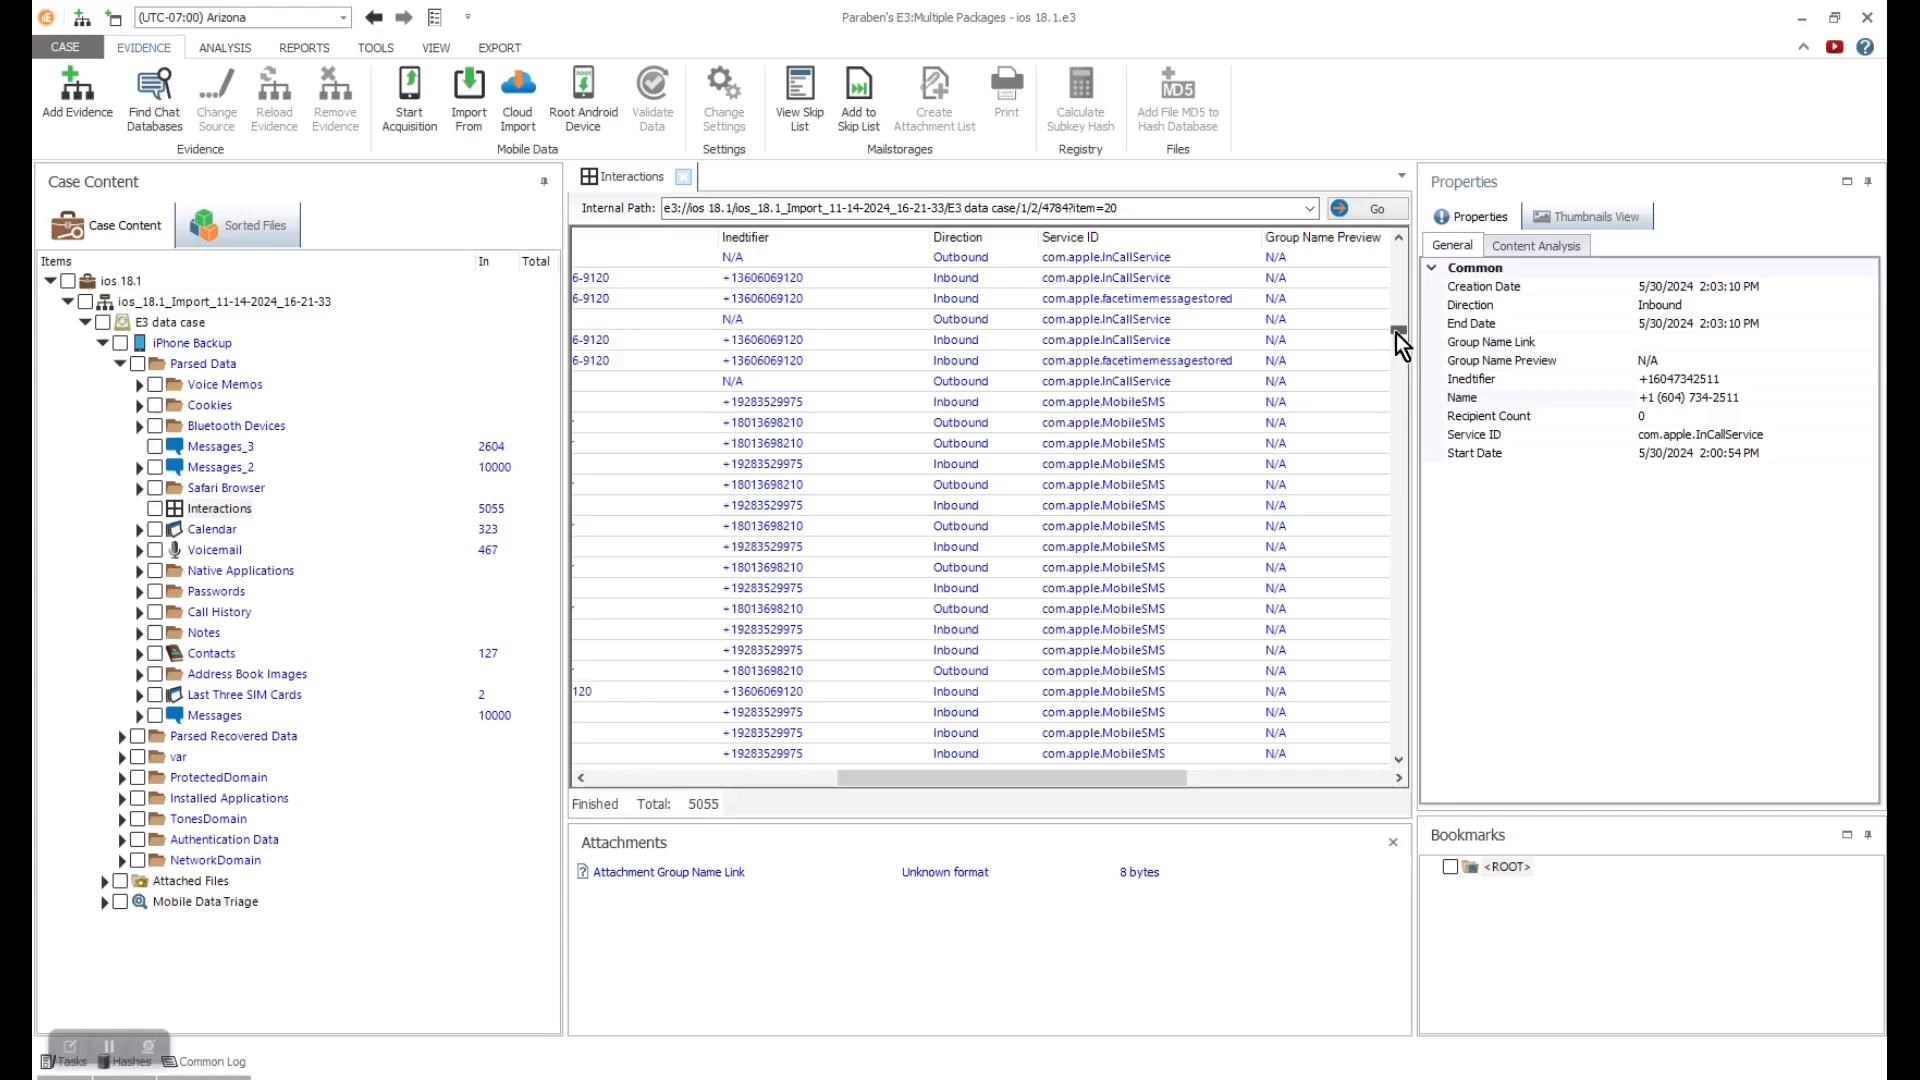 (UTC-07:00) Arizona
Paraben's E3:Multiple Packages - ios 18.1.e3
CASE EVIDENCE ANALYSIS REPORTS TOOLS VIEW EXPORT
Add Evidence
Find Chat Databases
Change Source
Reload Evidence
Remove Evidence
Evidence
Start Acquisition
Import From
Cloud Import
Root Android Device
Validate Data
Mobile Data
Change Settings
Settings
View Skip List
Add to Skip List
Create Attachment List
Print
Mailstorages
Calculate Subkey Hash
Registry
MD5
Add File MD5 to Hash Database
Files
Case Content
Case Content Sorted Files
Items In Total
ios 18.1
ios_18.1_Import_11-14-2024_16-21-33
E3 data case
iPhone Backup
Parsed Data
Voice Memos
Cookies
Bluetooth Devices
Messages_3 2604
Messages_2 10000
Safari Browser
Interactions 5055
Calendar 323
Voicemail 467
Native Applications
Passwords
Call History
Notes
Contacts 127
Address Book Images
Last Three SIM Cards 2
Messages 10000
Parsed Recovered Data
var
ProtectedDomain
Installed Applications
TonesDomain
Authentication Data
NetworkDomain
Attached Files
Mobile Data Triage
Interactions
Internal Path: e3://ios 18.1/ios_18.1_Import_11-14-2024_16-21-33/E3 data case/1/2/4784?item=20 Go
Inedtifier Direction Service ID Group Name Preview
N/A Outbound com.apple.InCallService N/A
6-9120 +13606069120 Inbound com.apple.InCallService N/A
6-9120 +13606069120 Inbound com.apple.facetimemessagestored N/A
N/A Outbound com.apple.InCallService N/A
6-9120 +13606069120 Inbound com.apple.InCallService N/A
6-9120 +13606069120 Inbound com.apple.facetimemessagestored N/A
N/A Outbound com.apple.InCallService N/A
+19283529975 Inbound com.apple.MobileSMS N/A
+18013698210 Outbound com.apple.MobileSMS N/A
+18013698210 Outbound com.apple.MobileSMS N/A
+19283529975 Inbound com.apple.MobileSMS N/A
+18013698210 Outbound com.apple.MobileSMS N/A
+19283529975 Inbound com.apple.MobileSMS N/A
+18013698210 Outbound com.apple.MobileSMS N/A
+19283529975 Inbound com.apple.MobileSMS N/A
+18013698210 Outbound com.apple.MobileSMS N/A
+19283529975 Inbound com.apple.MobileSMS N/A
+18013698210 Outbound com.apple.MobileSMS N/A
+19283529975 Inbound com.apple.MobileSMS N/A
+19283529975 Inbound com.apple.MobileSMS N/A
+18013698210 Outbound com.apple.MobileSMS N/A
120 +13606069120 Inbound com.apple.MobileSMS N/A
+19283529975 Inbound com.apple.MobileSMS N/A
+19283529975 Inbound com.apple.MobileSMS N/A
+19283529975 Inbound com.apple.MobileSMS N/A
Finished Total: 5055
Attachments
Attachment Group Name Link Unknown format 8 bytes
Properties
Properties Thumbnails View
General Content Analysis
Common
Creation Date 5/30/2024 2:03:10 PM
Direction Inbound
End Date 5/30/2024 2:03:10 PM
Group Name Link
Group Name Preview N/A
Inedtifier +16047342511
Name +1 (604) 734-2511
Recipient Count 0
Service ID com.apple.InCallService
Start Date 5/30/2024 2:00:54 PM
Bookmarks
<ROOT>
Tasks Hashes Common Log